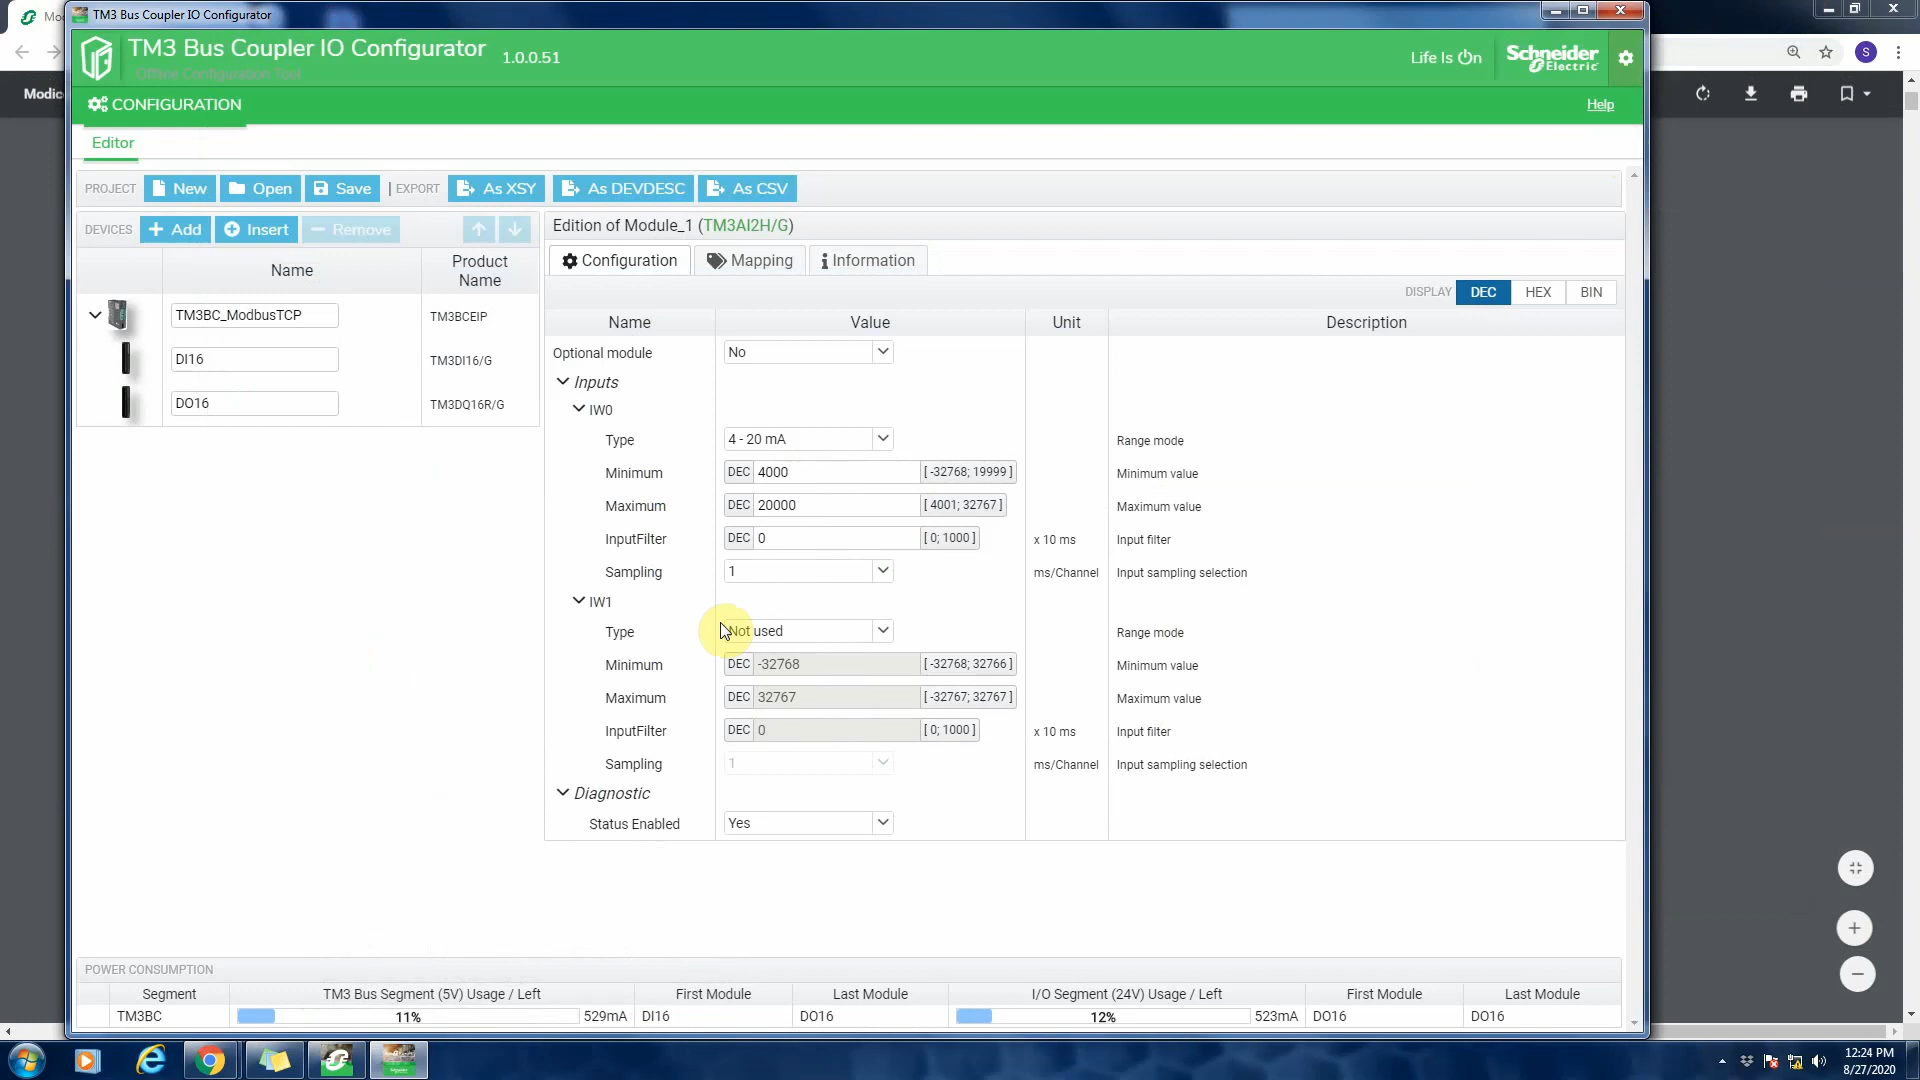 Mo
TM3 Bus Coupler IO Configurator
TM3 Bus Coupler IO Configurator 1.0.0.51
Offline Configuration Tool
Life Is On
Schneider Electric
Modico
CONFIGURATION
Help
Editor
PROJECT New Open Save | EXPORT As XSY As DEVDESC As CSV
DEVICES Add Insert Remove
Edition of Module_1 (TM3AI2H/G)
Configuration Mapping Information
DISPLAY DEC HEX BIN
Name Product Name
TM3BC_ModbusTCP TM3BCEIP
DI16 TM3DI16/G
DO16 TM3DQ16R/G
Name Value Unit Description
Optional module No
Inputs
IW0
Type 4 - 20 mA Range mode
Minimum DEC 4000 [ -32768; 19999 ] Minimum value
Maximum DEC 20000 [ 4001; 32767 ] Maximum value
InputFilter DEC 0 [ 0; 1000 ] x 10 ms Input filter
Sampling 1 ms/Channel Input sampling selection
IW1
Type Not used Range mode
Minimum DEC -32768 [ -32768; 32766 ] Minimum value
Maximum DEC 32767 [ -32767; 32767 ] Maximum value
InputFilter DEC 0 [ 0; 1000 ] x 10 ms Input filter
Sampling 1 ms/Channel Input sampling selection
Diagnostic
Status Enabled Yes
POWER CONSUMPTION
Segment TM3 Bus Segment (5V) Usage / Left First Module Last Module I/O Segment (24V) Usage / Left First Module Last Module
TM3BC 11% 529mA DI16 DO16 12% 523mA DO16 DO16
S
12:24 PM
8/27/2020